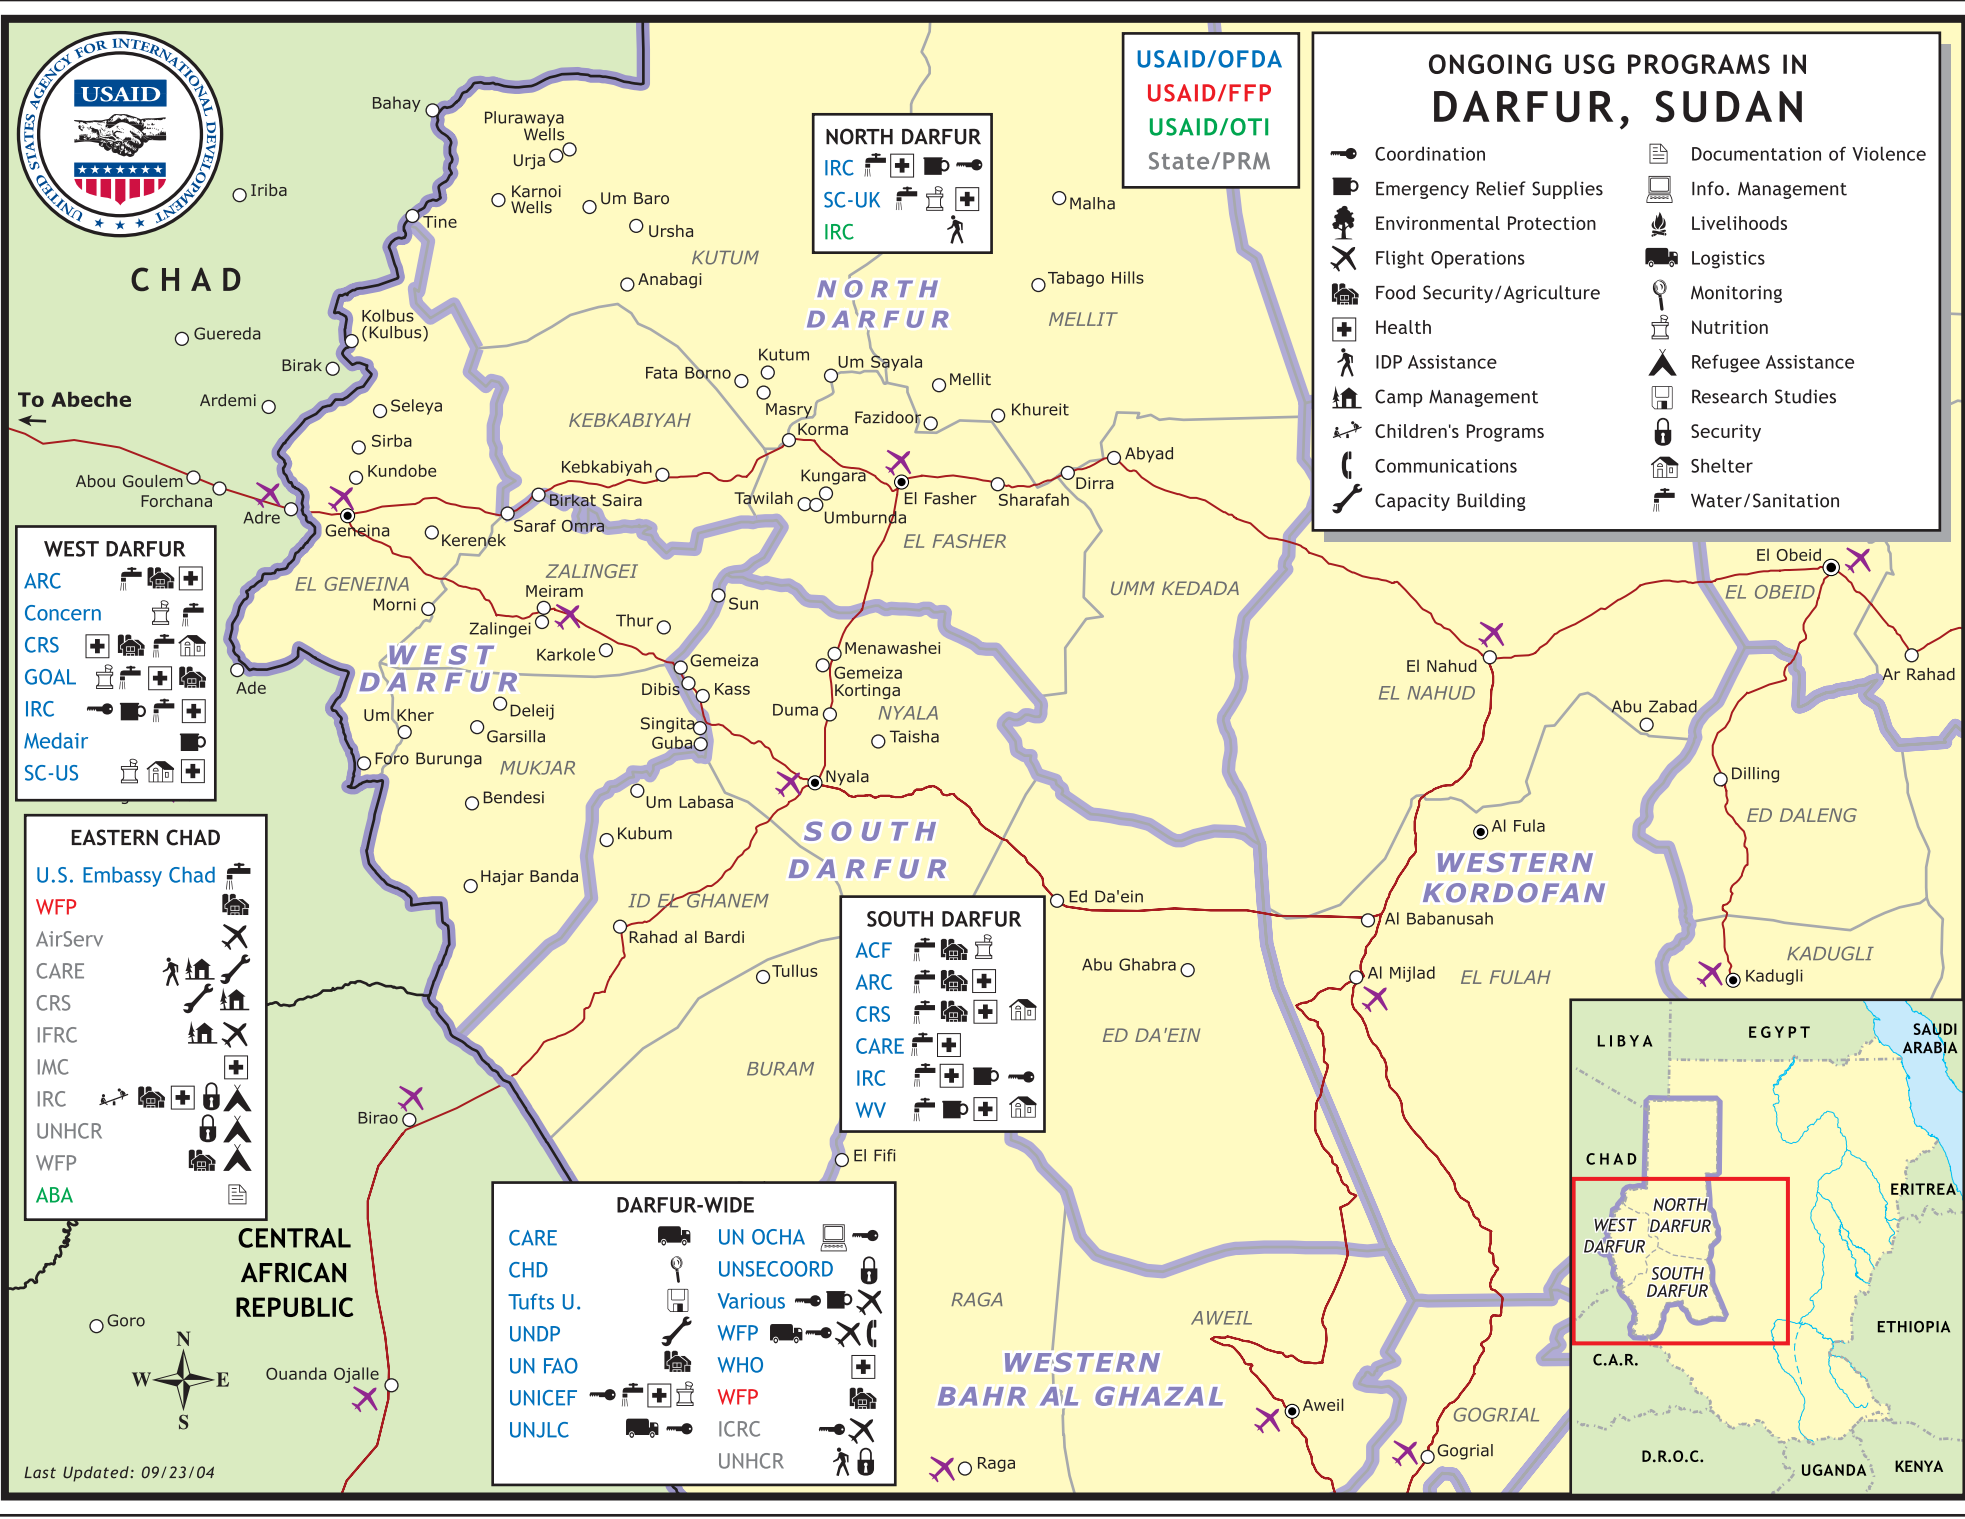 UNITED STATES AGENCY FOR INTERNATIONAL DEVELOPMENT
USAID
USAID/OFDA
USAID/FFP
USAID/OTI
State/PRM
ONGOING USG PROGRAMS IN
DARFUR, SUDAN
Coordination
Emergency Relief Supplies
Environmental Protection
Flight Operations
Food Security/Agriculture
Health
IDP Assistance
Camp Management
Children's Programs
Communications
Capacity Building
Documentation of Violence
Info. Management
Livelihoods
Logistics
Monitoring
Nutrition
Refugee Assistance
Research Studies
Security
Shelter
Water/Sanitation
NORTH DARFUR
IRC
SC-UK
IRC
Bahay
Plurawaya
Wells
Urja
Karnoi
Wells
Um Baro
Ursha
Iriba
Tine
Malha
KUTUM
CHAD
Anabagi
Tabago Hills
NORTH
DARFUR
MELLIT
Kolbus
(Kulbus)
Guereda
Birak
Kutum
Um Sayala
Fata Borno
Mellit
To Abeche
Ardemi
Seleya
Masry
Fazidoor
Khureit
KEBKABIYAH
Korma
Sirba
Abyad
Kundobe
Kebkabiyah
Kungara
Abou Goulem
Forchana
Adre
Geneina
Birkat Saira
Tawilah
Umburnda
El Fasher
Sharafah
Dirra
Saraf Omra
Kerenek
EL FASHER
El Obeid
EL OBEID
WEST DARFUR
ARC
Concern
CRS
GOAL
IRC
Medair
SC-US
EL GENEINA
ZALINGEI
Meiram
Morni
Zalingei
Thur
Sun
UMM KEDADA
Karkole
Gemeiza
Menawashei
Gemeiza
Kortinga
WEST
DARFUR
Ade
Dibis
Kass
El Nahud
EL NAHUD
Ar Rahad
Um Kher
Deleij
Garsilla
Singita
Guba
Duma
NYALA
Taisha
Abu Zabad
Foro Burunga
MUKJAR
Nyala
Dilling
Bendesi
Um Labasa
Kubum
SOUTH
DARFUR
Al Fula
ED DALENG
WESTERN
KORDOFAN
Hajar Banda
ID EL GHANEM
Ed Da'ein
Al Babanusah
Rahad al Bardi
KADUGLI
Tullus
Abu Ghabra
Al Mijlad
EL FULAH
Kadugli
EASTERN CHAD
U.S. Embassy Chad
WFP
AirServ
CARE
CRS
IFRC
IMC
IRC
UNHCR
WFP
ABA
SOUTH DARFUR
ACF
ARC
CRS
CARE
IRC
WV
ED DA'EIN
BURAM
Birao
El Fifi
CENTRAL
AFRICAN
REPUBLIC
DARFUR-WIDE
CARE
CHD
Tufts U.
UNDP
UN FAO
UNICEF
UNJLC
UN OCHA
UNSECOORD
Various
WFP
WHO
WFP
ICRC
UNHCR
RAGA
AWEIL
Goro
N
W
E
S
Ouanda Ojalle
WESTERN
BAHR AL GHAZAL
Aweil
GOGRIAL
Gogrial
Raga
Last Updated: 09/23/04
LIBYA
EGYPT
SAUDI
ARABIA
CHAD
ERITREA
NORTH
DARFUR
WEST
DARFUR
SOUTH
DARFUR
ETHIOPIA
C.A.R.
D.R.O.C.
UGANDA
KENYA